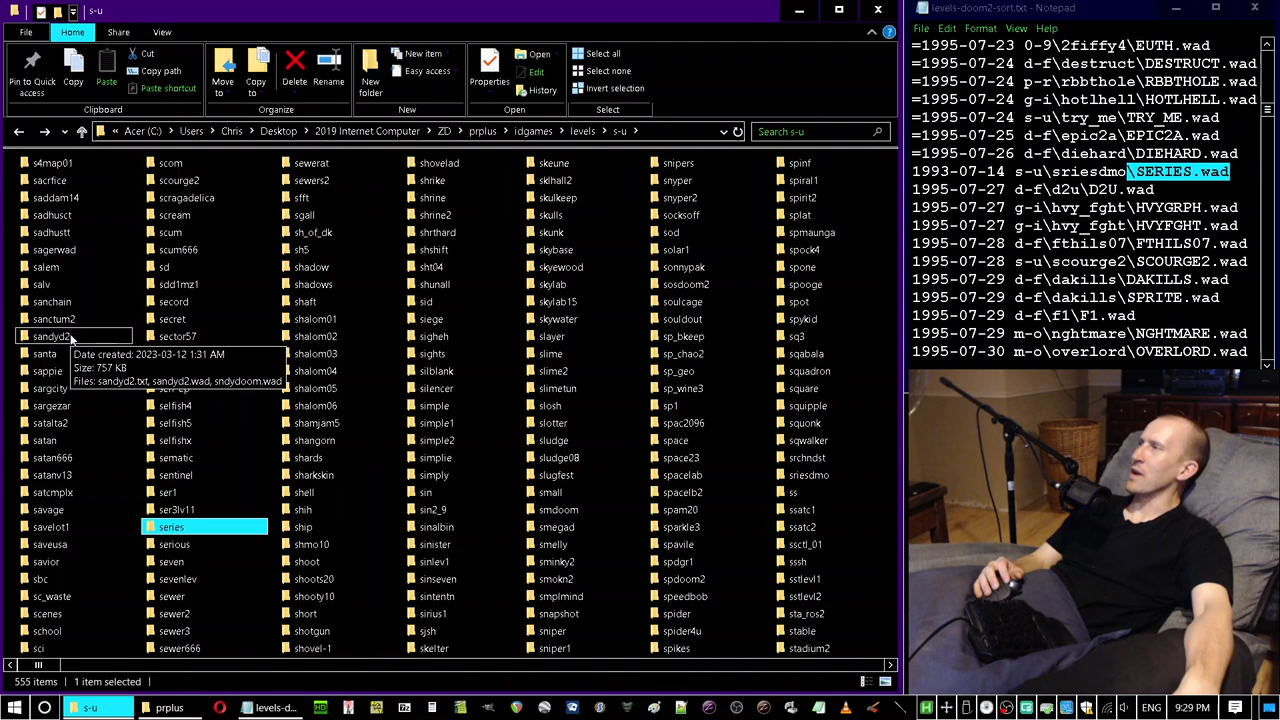 s-u
File
Home
Share
View
Pin to Quick access
Copy
Paste
Cut
Copy path
Paste shortcut
Clipboard
Move to
Copy to
Delete
Rename
Organize
New folder
New item
Easy access
New
Properties
Open
Edit
History
Open
Select all
Select none
Invert selection
Select
« Acer (C:) > Users > Chris > Desktop > 2019 Internet Computer > ZD > prplus > idgames > levels > s-u >
Search s-u
s4map01
sacrfice
saddam14
sadhusct
sadhustt
sagerwad
salem
salv
sanchain
sanctum2
sandyd2
santa
sappie
sargcity
sargezar
satalta2
satan
satan666
satanv13
satcmplx
savage
savelot1
saveusa
savior
sbc
sc_waste
scenes
school
sci
scom
scourge2
scragadelica
scream
scum
scum666
sd
sdd1mz1
secord
secret
sector57
Date created: 2023-03-12 1:31 AM
Size: 757 KB
Files: sandyd2.txt, sandyd2.wad, sndydoom.wad
selfish4
selfish5
selfishx
sematic
sentinel
ser1
ser3lv11
series
serious
seven
sevenlev
sewer
sewer2
sewer3
sewer666
sewerat
sewers2
sfft
sgall
sh_of_dk
sh5
shadow
shadows
shaft
shalom01
shalom02
shalom03
shalom04
shalom05
shalom06
shamjam5
shangorn
shards
sharkskin
shell
shih
ship
shmo10
shoot
shoots20
shooty10
short
shotgun
shovel-1
shovelad
shrike
shrine
shrine2
shrthard
shshift
sht04
shunall
sid
siege
sigheh
sights
silblank
silencer
simple
simple1
simple2
simplie
simply
sin
sin2_9
sinalbin
sinister
sinlev1
sinseven
sintentn
sirius1
sjsh
skelter
skeune
sklhall2
skulkeep
skulls
skunk
skybase
skyewood
skylab
skylab15
skywater
slayer
slime
slime2
slimetun
slosh
slotter
sludge
sludge08
slugfest
small
smdoom
smegad
smelly
sminky2
smokn2
smplmind
snapshot
sniper
sniper1
snipers
snyper
snyper2
socksoff
sod
solar1
sonnypak
sosdoom2
soulcage
souldout
sp_bkeep
sp_chao2
sp_geo
sp_wine3
sp1
spac2096
space
space23
spacelab
spacelb2
spam20
sparkle3
spavile
spdgr1
spdoom2
speedbob
spider
spider4u
spikes
spinf
spiral1
spirit2
splat
spmaunga
spock4
spone
spooge
spot
spykid
sq3
sqabala
squadron
square
squipple
squonk
sqwalker
srchndst
sriesdmo
ss
ssatc1
ssatc2
ssctl_01
sssh
sstlevl1
sstlevl2
sta_ros2
stable
stadium2
555 items
1 item selected
levels-doom2-sort.txt - Notepad
File Edit Format View Help
=1995-07-23 0-9\2fiffy4\EUTH.wad
=1995-07-24 d-f\destruct\DESTRUCT.wad
=1995-07-24 p-r\rbbthole\RBBTHOLE.wad
=1995-07-24 g-i\hotlhell\HOTLHELL.wad
=1995-07-24 s-u\try_me\TRY_ME.wad
=1995-07-25 d-f\epic2a\EPIC2A.wad
=1995-07-26 d-f\diehard\DIEHARD.wad
1993-07-14 s-u\sriesdmo\SERIES.wad
1995-07-27 d-f\d2u\D2U.wad
1995-07-27 g-i\hvy_fght\HVYGRPH.wad
1995-07-27 g-i\hvy_fght\HVYFGHT.wad
1995-07-28 d-f\fthils07\FTHILS07.wad
1995-07-28 s-u\scourge2\SCOURGE2.wad
1995-07-29 d-f\dakills\DAKILLS.wad
1995-07-29 d-f\dakills\SPRITE.wad
1995-07-29 d-f\f1\F1.wad
1995-07-29 m-o\nghtmare\NGHTMARE.wad
1995-07-30 m-o\overlord\OVERLORD.wad
s-u
prplus
levels-d...
ENG
9:29 PM